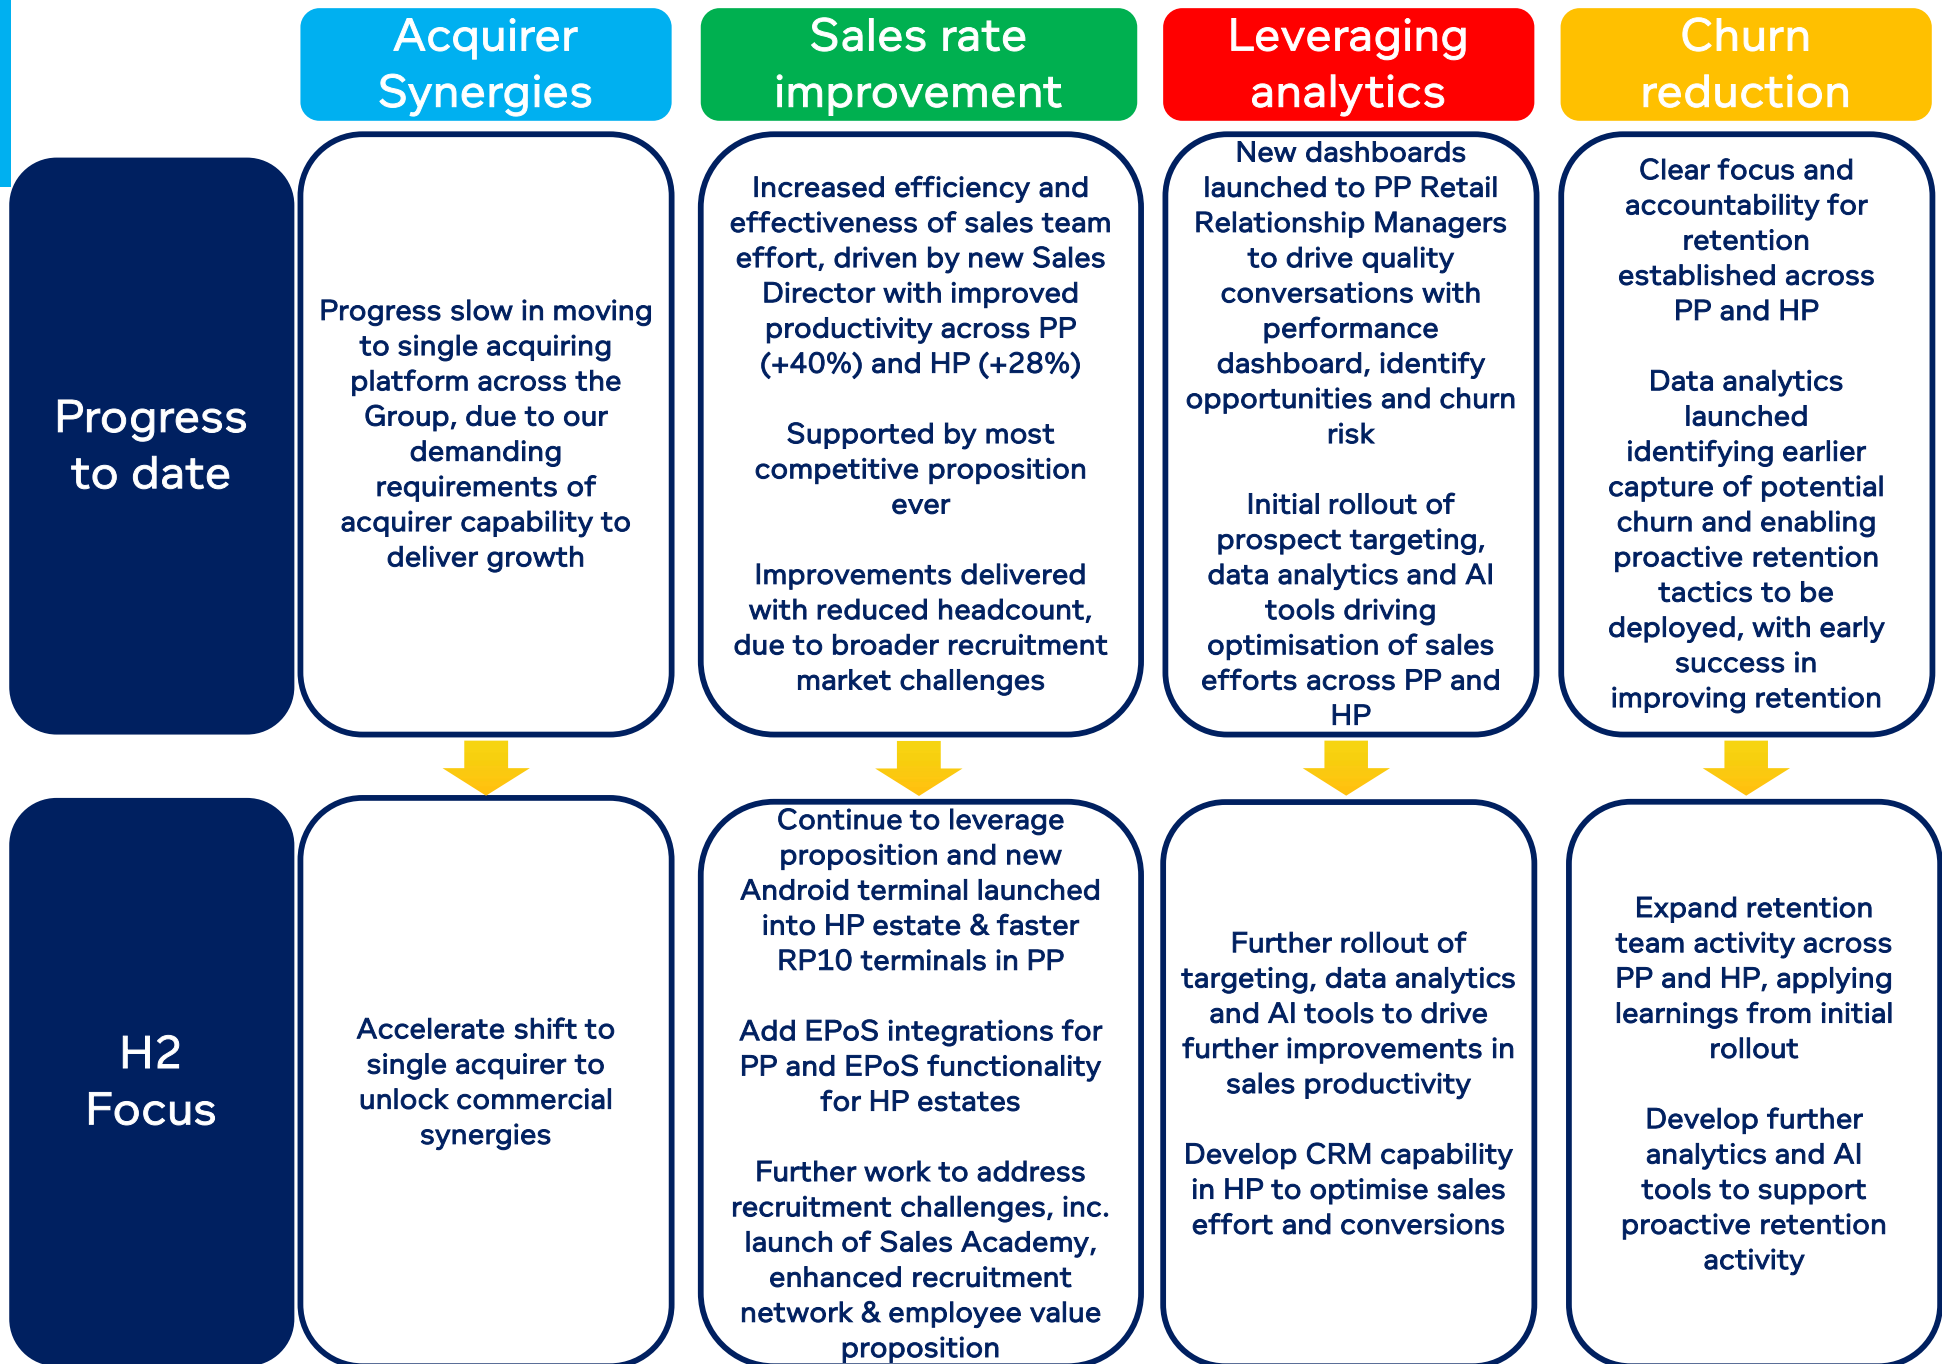 Acquirer
Synergies
Sales rate
improvement
Leveraging
analytics
Churn
reduction
Progress
to date
Progress slow in moving
to single acquiring
platform across the
Group, due to our
demanding
requirements of
acquirer capability to
deliver growth
Increased efficiency and
effectiveness of sales team
effort, driven by new Sales
Director with improved
productivity across PP
(+40%) and HP (+28%)
Supported by most
competitive proposition
ever
Improvements delivered
with reduced headcount,
due to broader recruitment
market challenges
New dashboards
launched to PP Retail
Relationship Managers
to drive quality
conversations with
performance
dashboard, identify
opportunities and churn
risk
Initial rollout of
prospect targeting,
data analytics and AI
tools driving
optimisation of sales
efforts across PP and
HP
Clear focus and
accountability for
retention
established across
PP and HP
Data analytics
launched
identifying earlier
capture of potential
churn and enabling
proactive retention
tactics to be
deployed, with early
success in
improving retention
H2
Focus
Accelerate shift to
single acquirer to
unlock commercial
synergies
Continue to leverage
proposition and new
Android terminal launched
into HP estate & faster
RP10 terminals in PP
Add EPoS integrations for
PP and EPoS functionality
for HP estates
Further work to address
recruitment challenges, inc.
launch of Sales Academy,
enhanced recruitment
network & employee value
proposition
Further rollout of
targeting, data analytics
and AI tools to drive
further improvements in
sales productivity
Develop CRM capability
in HP to optimise sales
effort and conversions
Expand retention
team activity across
PP and HP, applying
learnings from initial
rollout
Develop further
analytics and AI
tools to support
proactive retention
activity